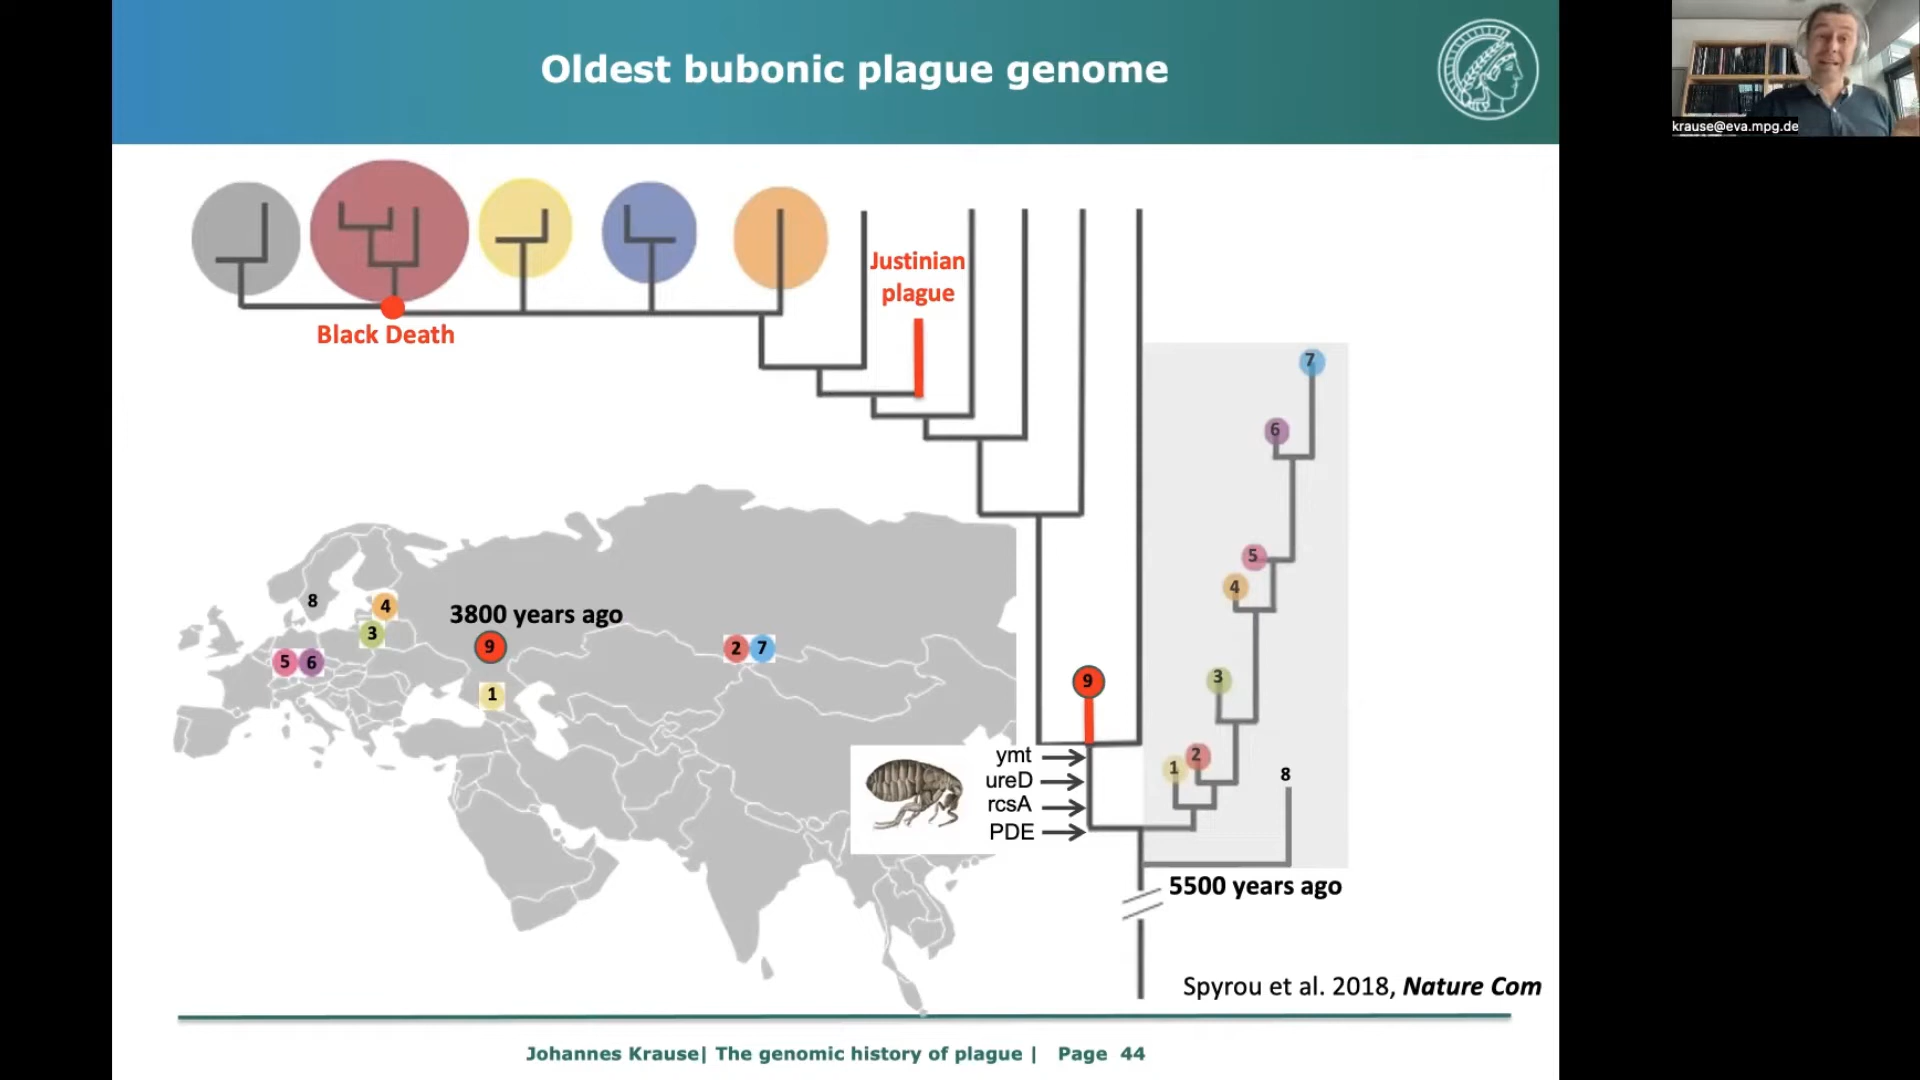 Oldest bubonic plague genome
krause@eva.mpg.de
Justinian
plague
Black Death
7
6
5
4
3
2
1
8
9
8
4
3
5 6
3800 years ago
9
1
2 7
ymt
ureD
rcsA
PDE
5500 years ago
Spyrou et al. 2018, Nature Com
Johannes Krause| The genomic history of plague | Page 44